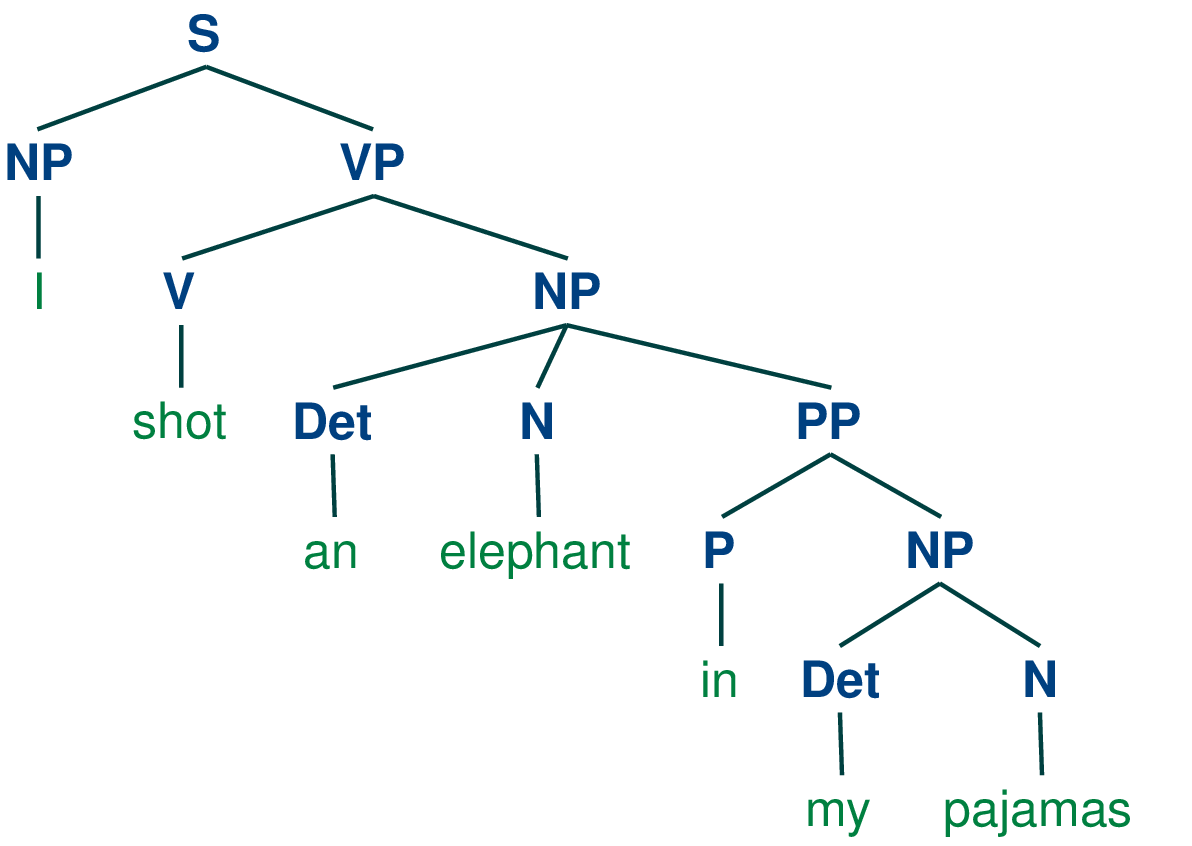 S
NP VP
I V NP
shot Det N PP
an elephant P NP
in Det N
my pajamas